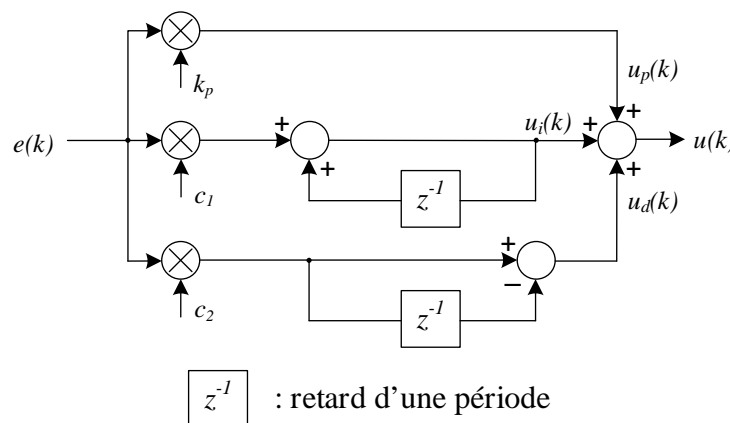 k_p
u_p(k)
+
e(k)
+
+
u_i(k)
+
u(k)
z^{-1}
+
c_1
u_d(k)
+
−
c_2
z^{-1}
z^{-1} : retard d'une période